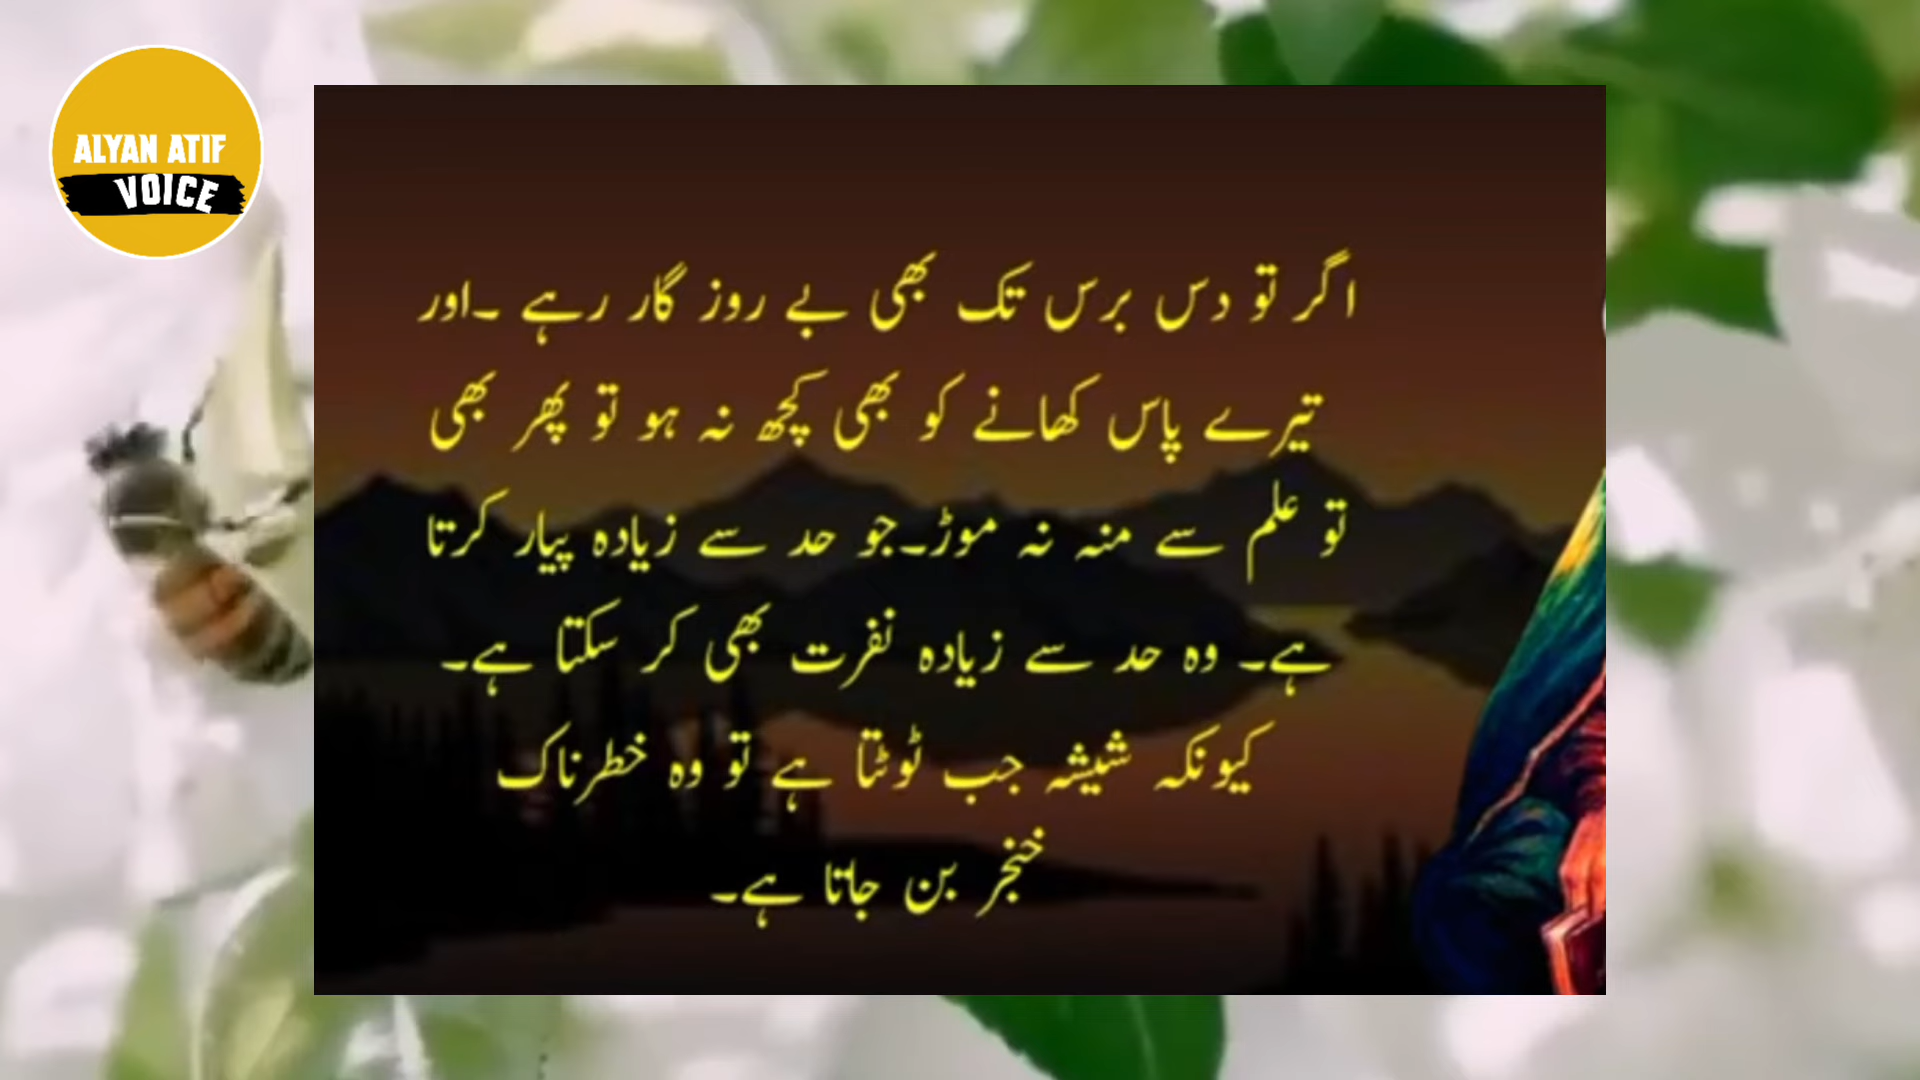 ALYAN ATIF
VOICE
اگر تو دس برس تک بھی بے روز گار رہے ۔اور
تیرے پاس کھانے کو بھی کچھ نہ ہو تو پھر بھی
تو علم سے منہ نہ موڑ۔جو حد سے زیادہ پیار کرتا
ہے۔ وہ حد سے زیادہ نفرت بھی کر سکتا ہے۔
کیونکہ شیشہ جب ٹوٹتا ہے تو وہ خطرناک
خنجر بن جاتا ہے۔